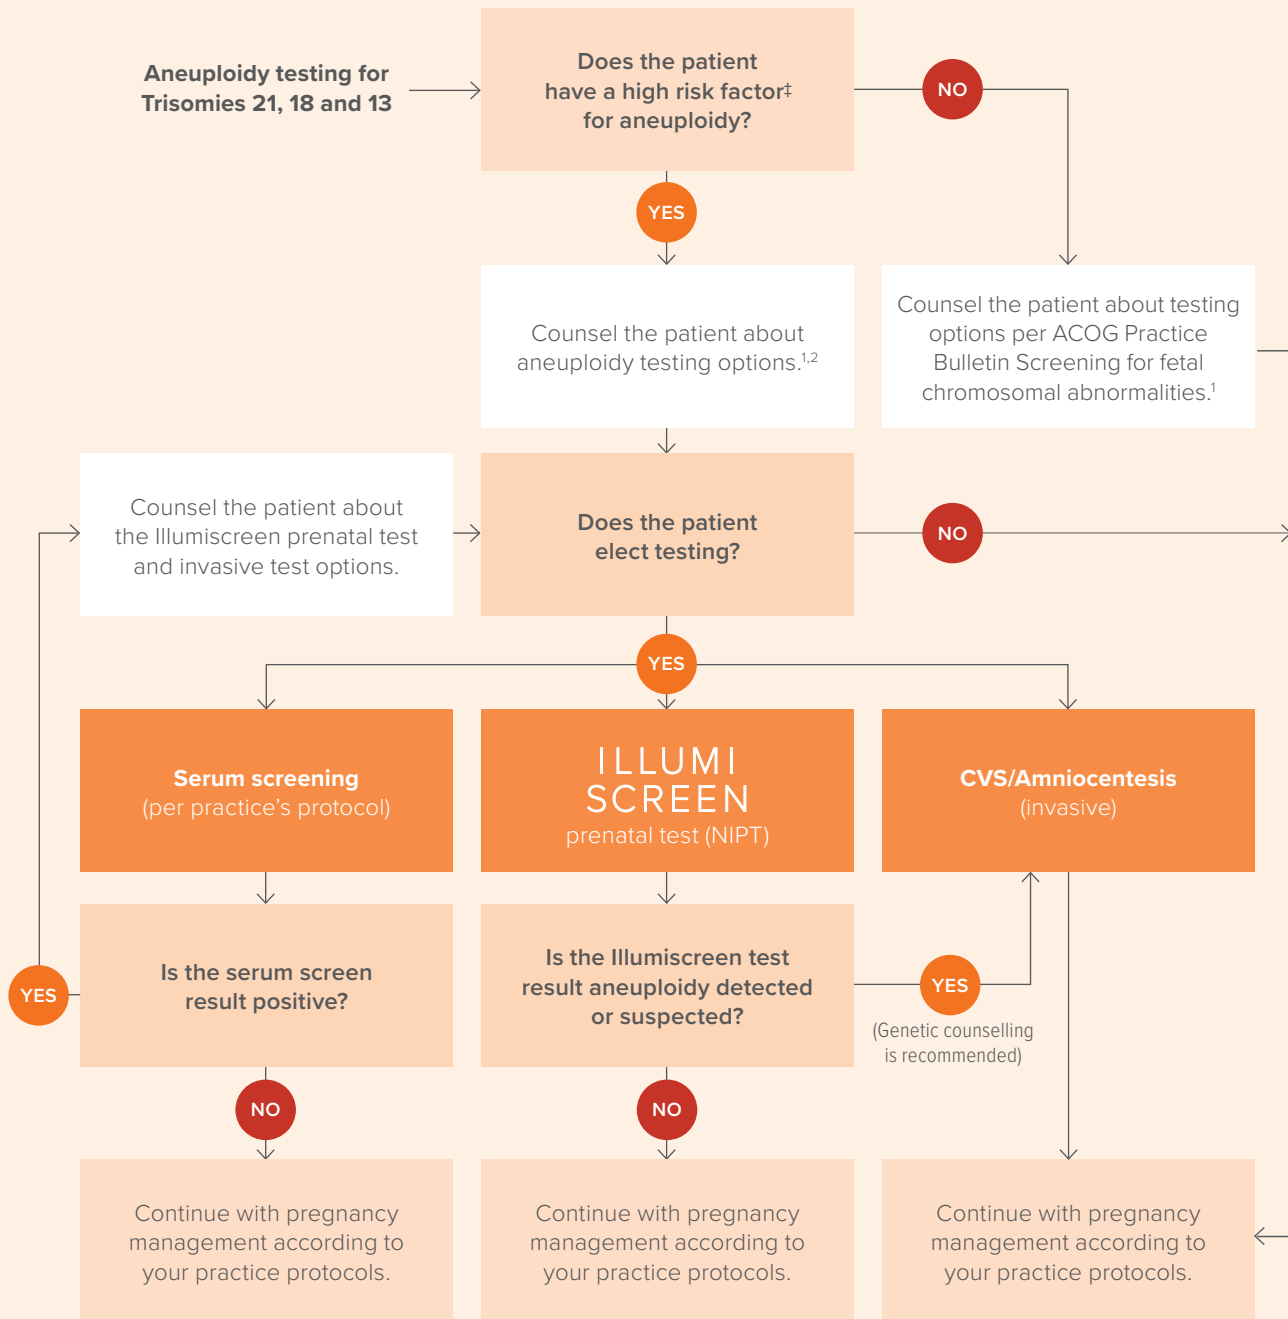 Aneuploidy testing for
Trisomies 21, 18 and 13
Does the patient
have a high risk factor‡
for aneuploidy?
NO
YES
Counsel the patient about
aneuploidy testing options.1,2
Counsel the patient about testing
options per ACOG Practice
Bulletin Screening for fetal
chromosomal abnormalities.1
Counsel the patient about
the Illumiscreen prenatal test
and invasive test options.
Does the patient
elect testing?
NO
YES
Serum screening
(per practice’s protocol)
ILLUMI
SCREEN
prenatal test (NIPT)
CVS/Amniocentesis
(invasive)
YES
Is the serum screen
result positive?
Is the Illumiscreen test
result aneuploidy detected
or suspected?
YES
(Genetic counselling
is recommended)
NO
NO
Continue with pregnancy
management according to
your practice protocols.
Continue with pregnancy
management according to
your practice protocols.
Continue with pregnancy
management according to
your practice protocols.